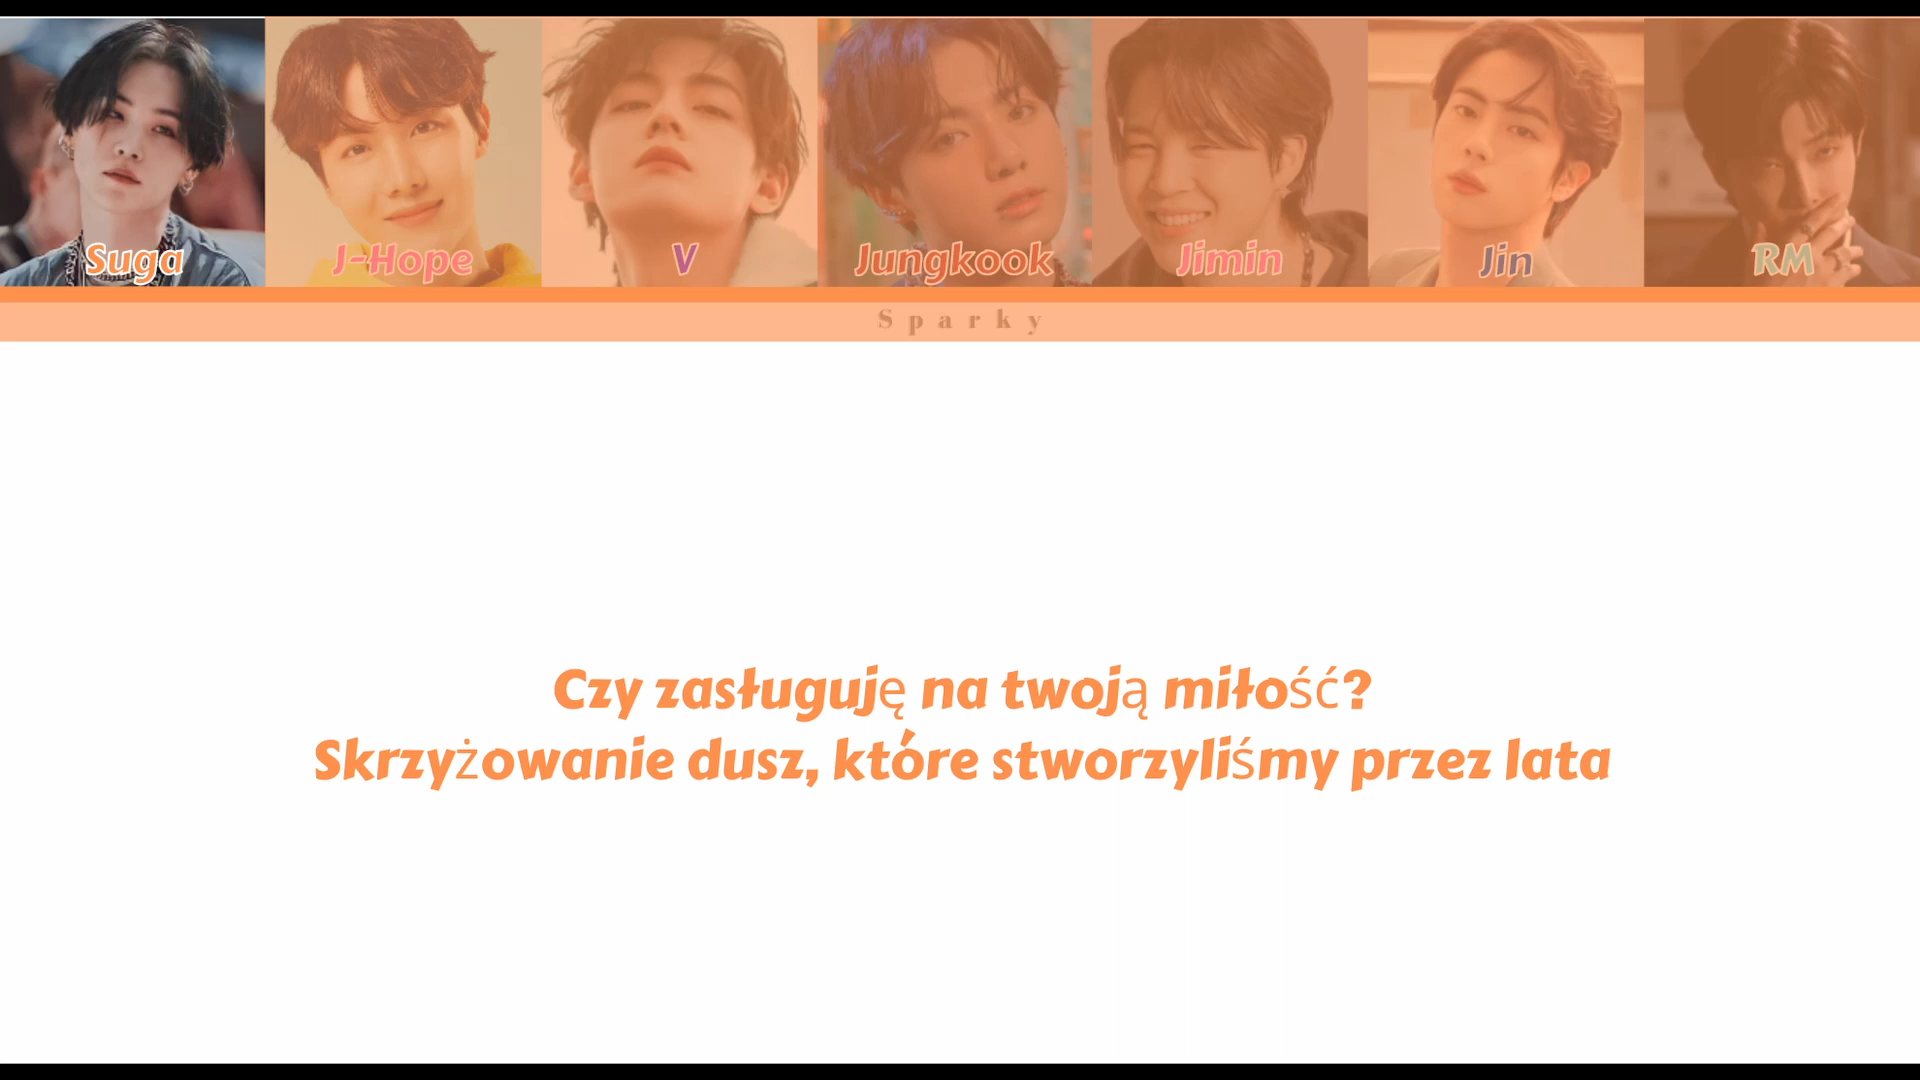 Suga J-Hope V Jungkook Jimin Jin RM
Sparky
Czy zasługuję na twoją miłość?
Skrzyżowanie dusz, które stworzyliśmy przez lata